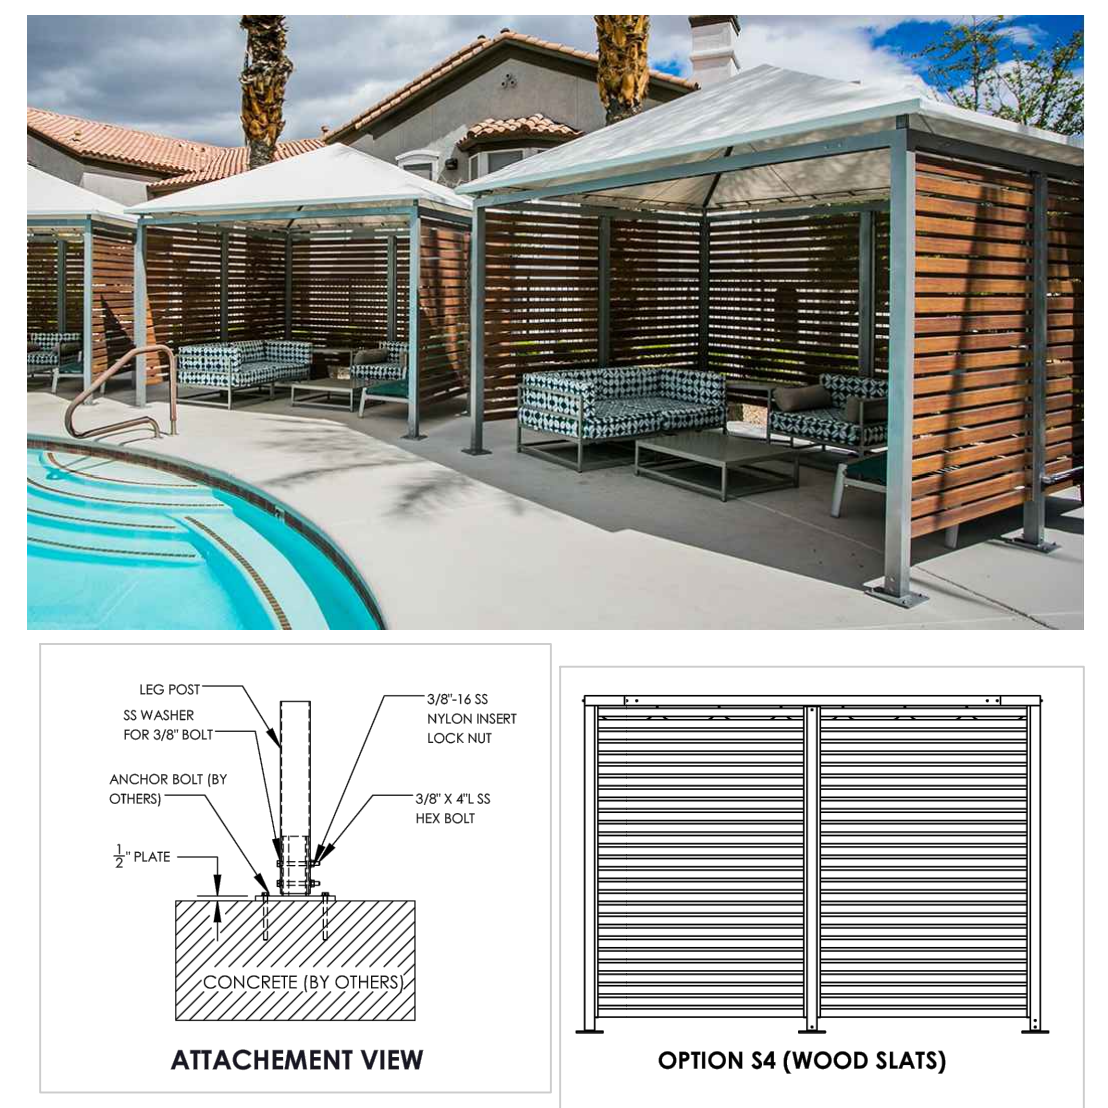 LEG POST
SS WASHER
FOR 3/8" BOLT
ANCHOR BOLT (BY
OTHERS)
1/2" PLATE
3/8"-16 SS
NYLON INSERT
LOCK NUT
3/8" X 4"L SS
HEX BOLT
CONCRETE (BY OTHERS)
ATTACHEMENT VIEW
OPTION S4 (WOOD SLATS)